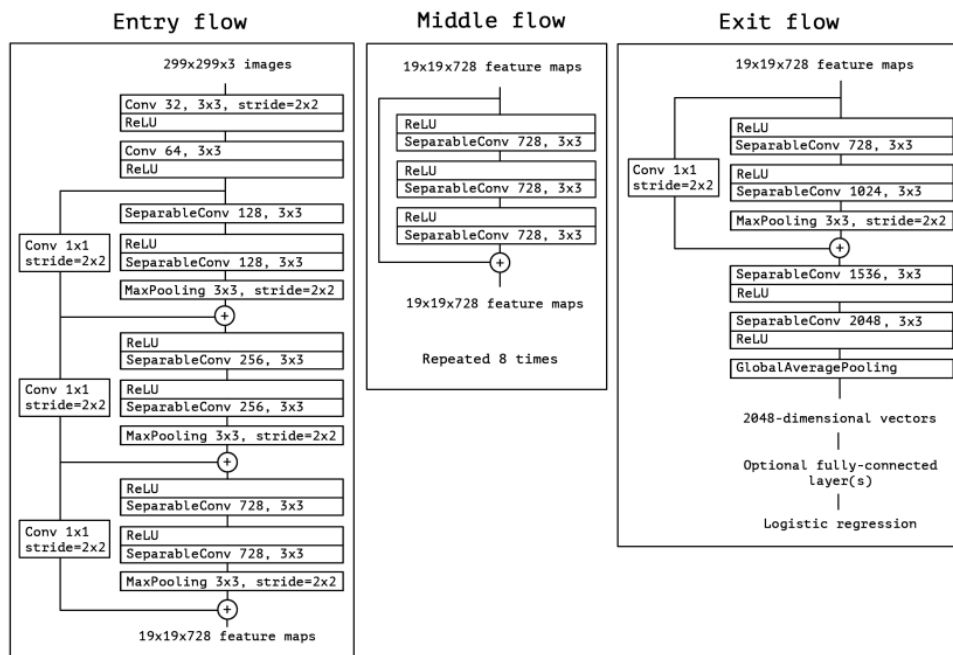 Entry flow
299x299x3 images
Conv 32, 3x3, stride=2x2
ReLU
Conv 64, 3x3
ReLU
SeparableConv 128, 3x3
Conv 1x1
stride=2x2
ReLU
SeparableConv 128, 3x3
MaxPooling 3x3, stride=2x2
+
ReLU
SeparableConv 256, 3x3
Conv 1x1
stride=2x2
ReLU
SeparableConv 256, 3x3
MaxPooling 3x3, stride=2x2
+
ReLU
SeparableConv 728, 3x3
Conv 1x1
stride=2x2
ReLU
SeparableConv 728, 3x3
MaxPooling 3x3, stride=2x2
+
19x19x728 feature maps
Middle flow
19x19x728 feature maps
ReLU
SeparableConv 728, 3x3
ReLU
SeparableConv 728, 3x3
ReLU
SeparableConv 728, 3x3
+
19x19x728 feature maps
Repeated 8 times
Exit flow
19x19x728 feature maps
ReLU
SeparableConv 728, 3x3
Conv 1x1
stride=2x2
ReLU
SeparableConv 1024, 3x3
MaxPooling 3x3, stride=2x2
+
SeparableConv 1536, 3x3
ReLU
SeparableConv 2048, 3x3
ReLU
GlobalAveragePooling
2048-dimensional vectors
Optional fully-connected
layer(s)
Logistic regression